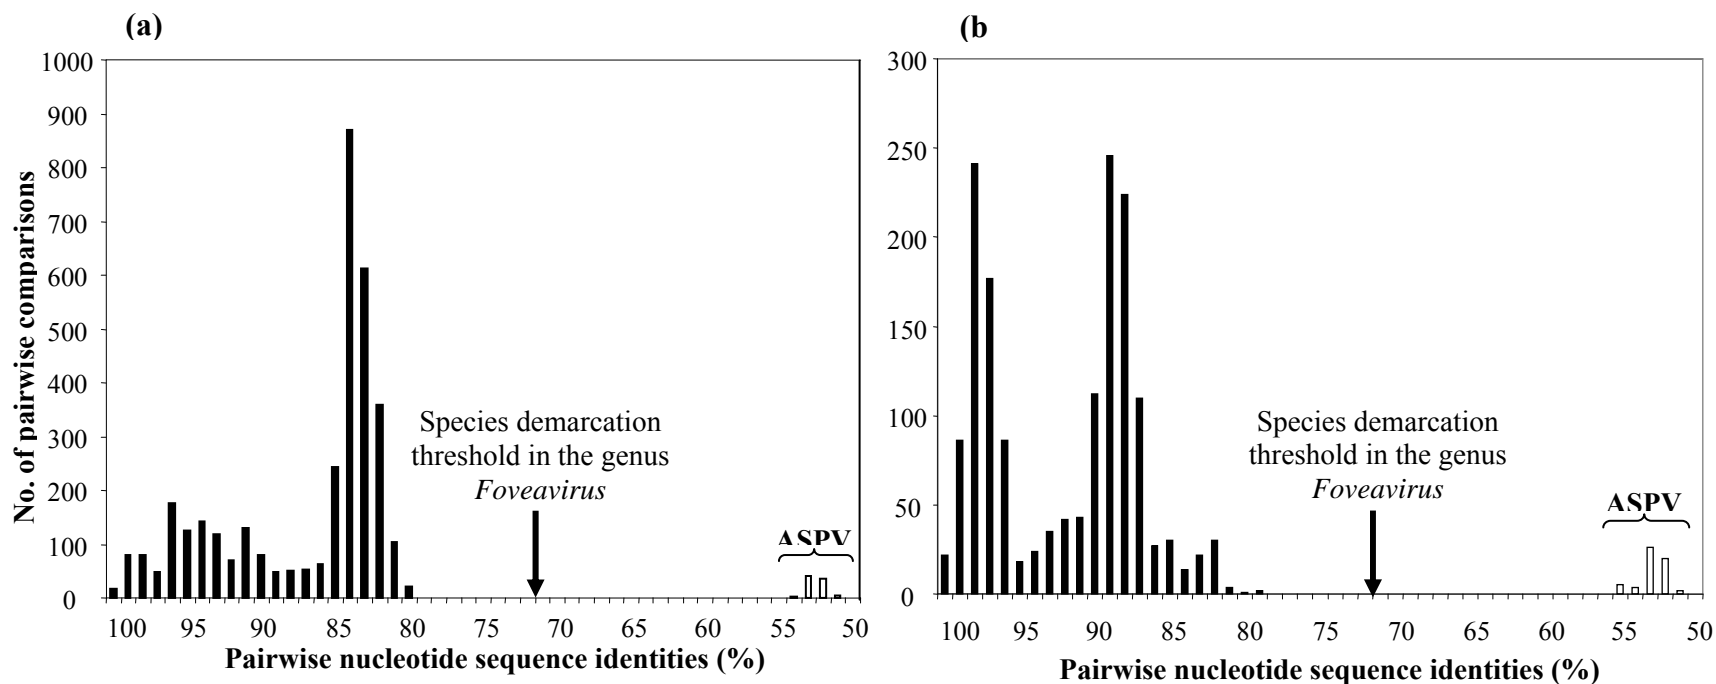 (a)
1000
900
800
700
600
500
400
300
200
100
0
No. of pairwise comparisons
Species demarcation
threshold in the genus
Foveavirus
ASPV
100 95 90 85 80 75 70 65 60 55 50
Pairwise nucleotide sequence identities (%)
(b
300
250
200
150
100
50
0
Species demarcation
threshold in the genus
Foveavirus
ASPV
100 95 90 85 80 75 70 65 60 55 50
Pairwise nucleotide sequence identities (%)